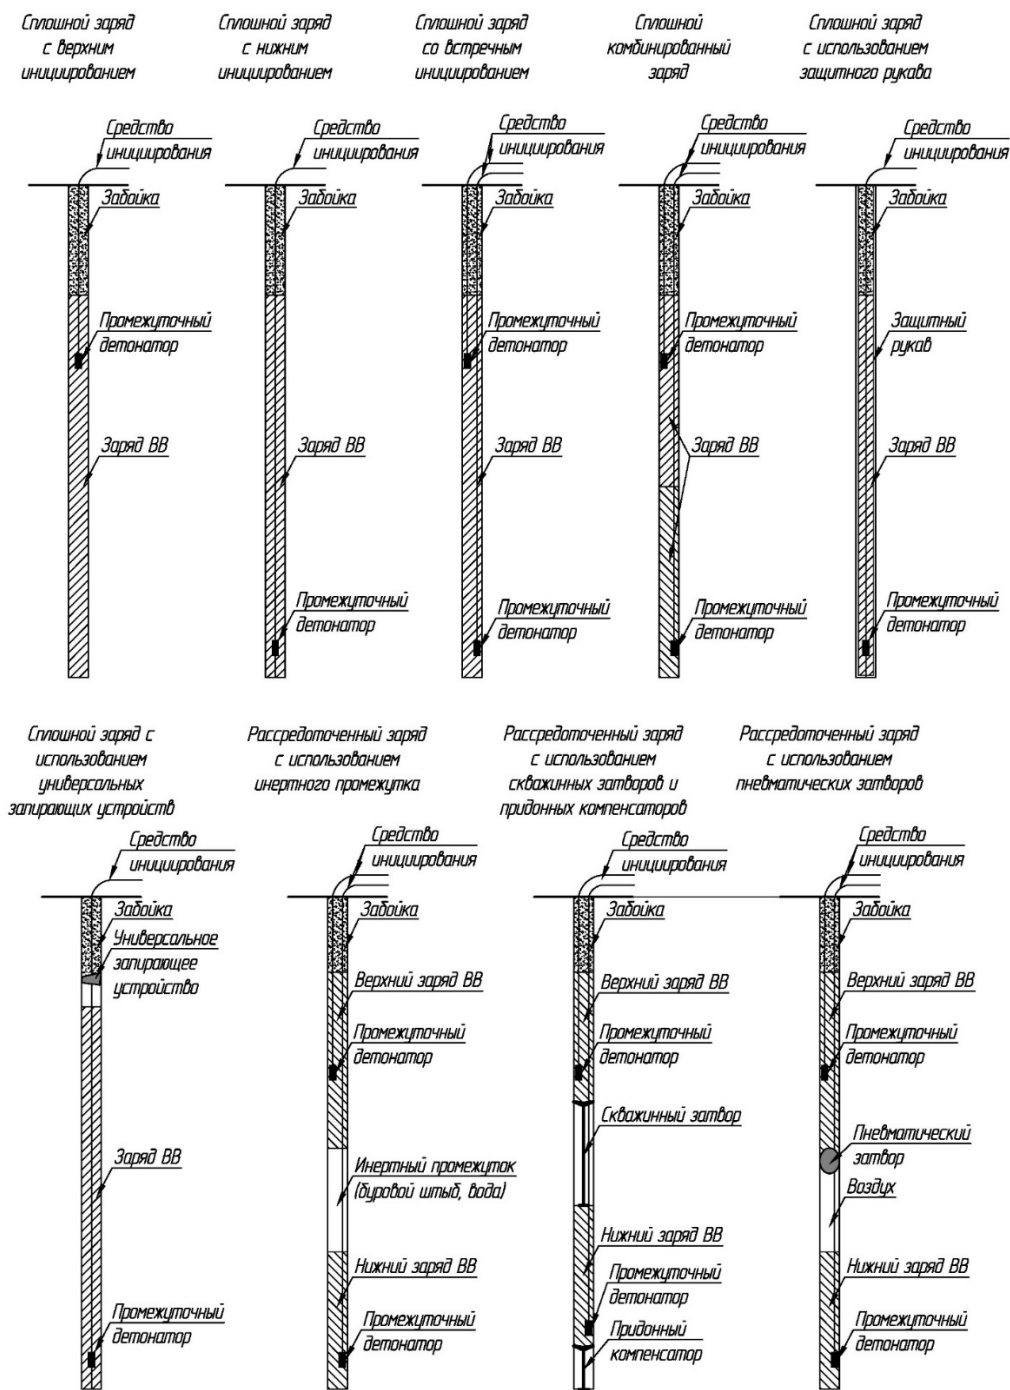 Сплошной заряд
с верхним
инициированием
Средство
инициирования
Забойка
Промежуточный
детонатор
Заряд ВВ
Сплошной заряд
с нижним
инициированием
Средство
инициирования
Забойка
Заряд ВВ
Промежуточный
детонатор
Сплошной заряд
со встречным
инициированием
Средство
инициирования
Забойка
Промежуточный
детонатор
Заряд ВВ
Промежуточный
детонатор
Сплошной
комбинированный
заряд
Средство
инициирования
Забойка
Промежуточный
детонатор
Заряд ВВ
Промежуточный
детонатор
Сплошной заряд
с использованием
защитного рукава
Средство
инициирования
Забойка
Защитный
рукав
Заряд ВВ
Промежуточный
детонатор
Сплошной заряд с
использованием
универсальных
запирающих устройств
Средство
инициирования
Забойка
Универсальное
запирающее
устройство
Заряд ВВ
Промежуточный
детонатор
Рассредоточенный заряд
с использованием
инертного промежутка
Средство
инициирования
Забойка
Верхний заряд ВВ
Промежуточный
детонатор
Инертный промежуток
(буровой штыб, вода)
Нижний заряд ВВ
Промежуточный
детонатор
Рассредоточенный заряд
с использованием
скважинных затворов и
придонных компенсаторов
Средство
инициирования
Забойка
Верхний заряд ВВ
Промежуточный
детонатор
Скважинный затвор
Нижний заряд ВВ
Промежуточный
детонатор
Придонный
компенсатор
Рассредоточенный заряд
с использованием
пневматических затворов
Средство
инициирования
Забойка
Верхний заряд ВВ
Промежуточный
детонатор
Пневматический
затвор
Воздух
Нижний заряд ВВ
Промежуточный
детонатор